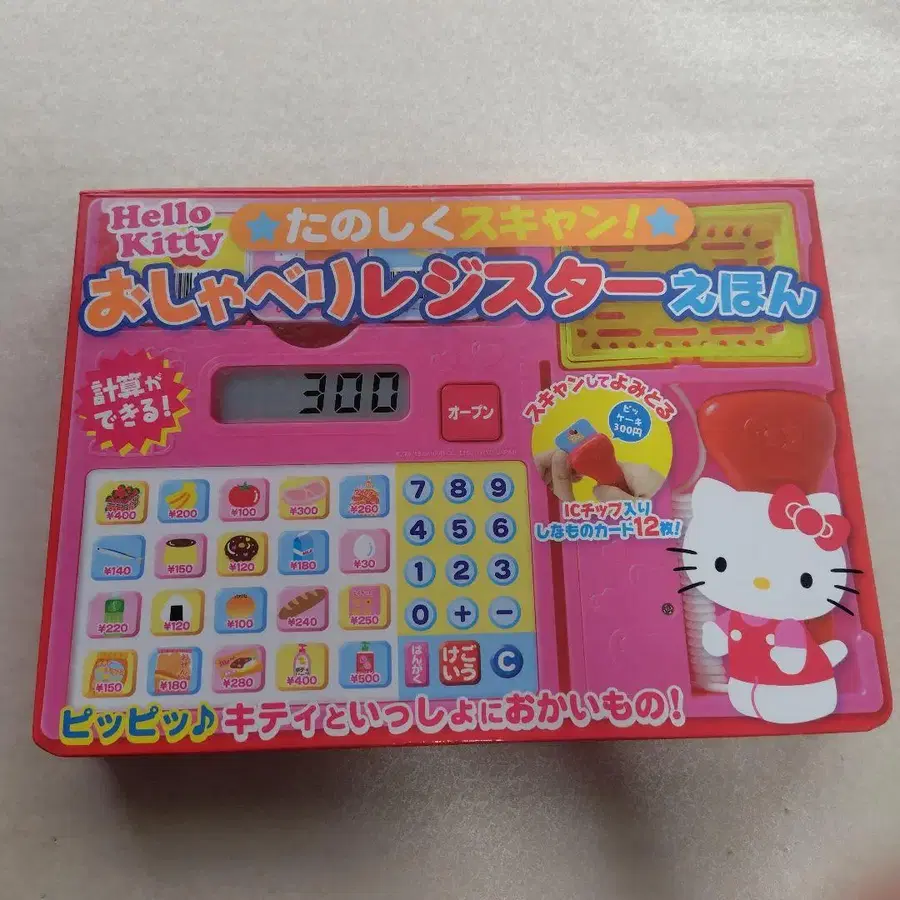 Hello
Kitty
たのしくスキャン!
おしゃべりレジスターえほん
計算が
できる!
300
オープン
スキャンしてよみとる
ピッ
ケーキ
300円
ICチップ入り
しなものカード12枚!
¥400 ¥200 ¥100 ¥300 ¥260
¥140 ¥150 ¥120 ¥180 ¥30
¥220 ¥120 ¥100 ¥240 ¥250
¥150 ¥180 ¥280 ¥400 ¥500
7 8 9
4 5 6
1 2 3
0 + −
はんがく
ごうけい
C
ピッピッ♪キティといっしょにおかいもの!